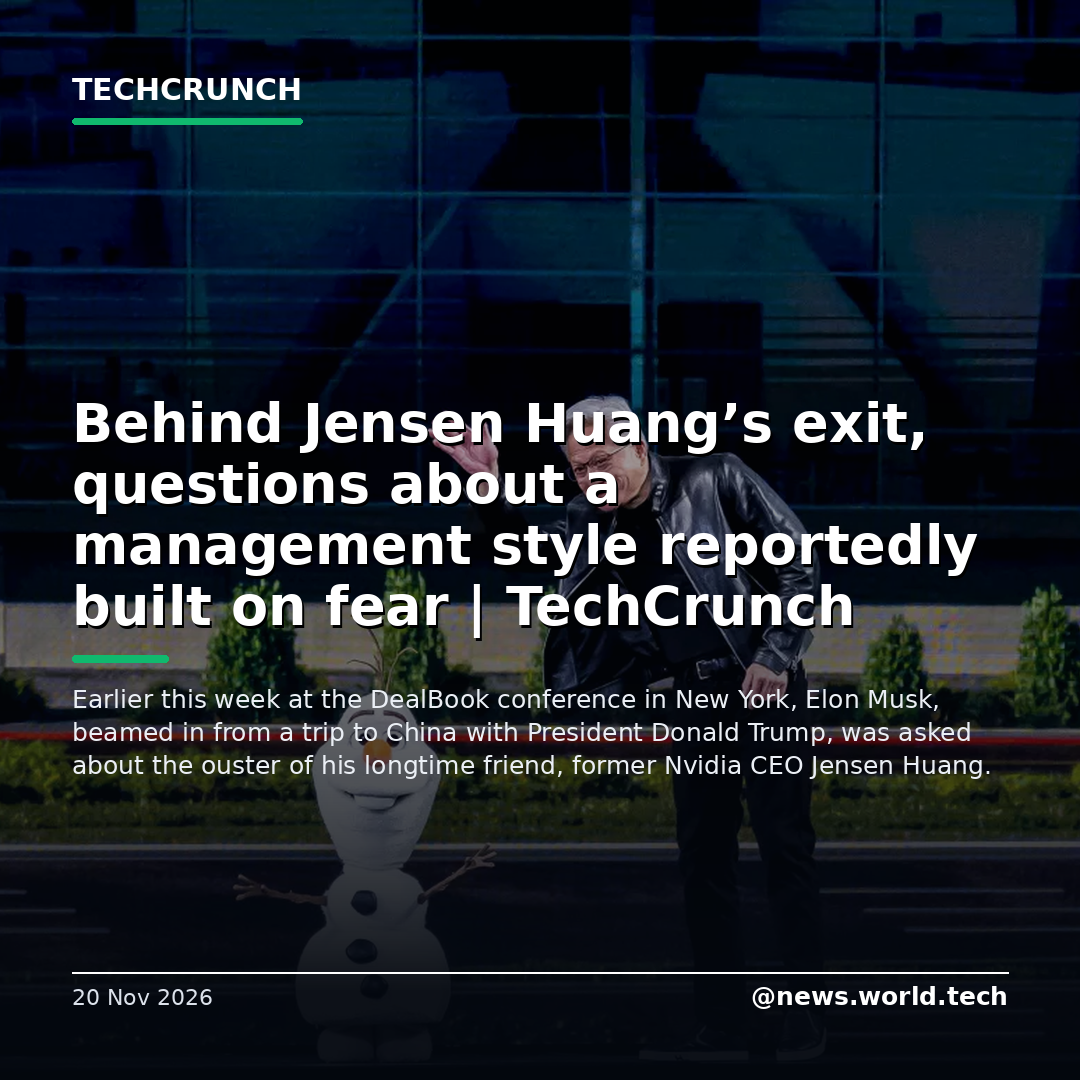 TECHCRUNCH
Behind Jensen Huang’s exit,
questions about a
management style reportedly
built on fear | TechCrunch
Earlier this week at the DealBook conference in New York, Elon Musk,
beamed in from a trip to China with President Donald Trump, was asked
about the ouster of his longtime friend, former Nvidia CEO Jensen Huang.
20 Nov 2026
@news.world.tech